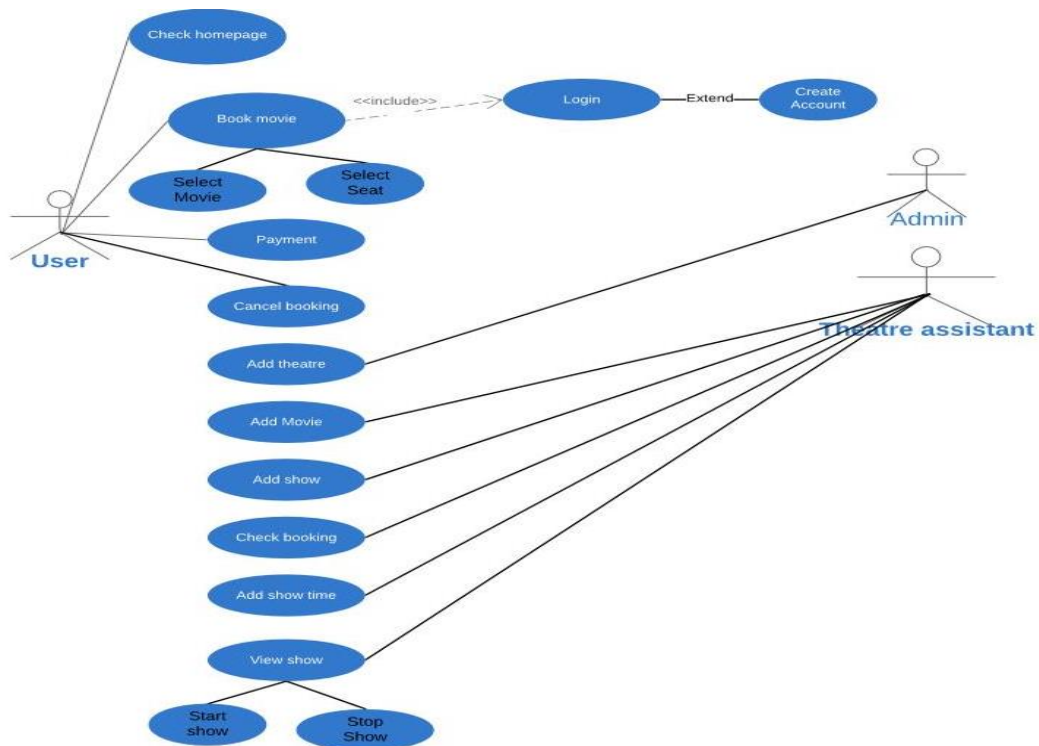 Check homepage
Book movie
<<include>>
Login
Extend
Create
Account
Select
Movie
Select
Seat
User
Payment
Admin
Cancel booking
Theatre assistant
Add theatre
Add Movie
Add show
Check booking
Add show time
View show
Start
show
Stop
Show